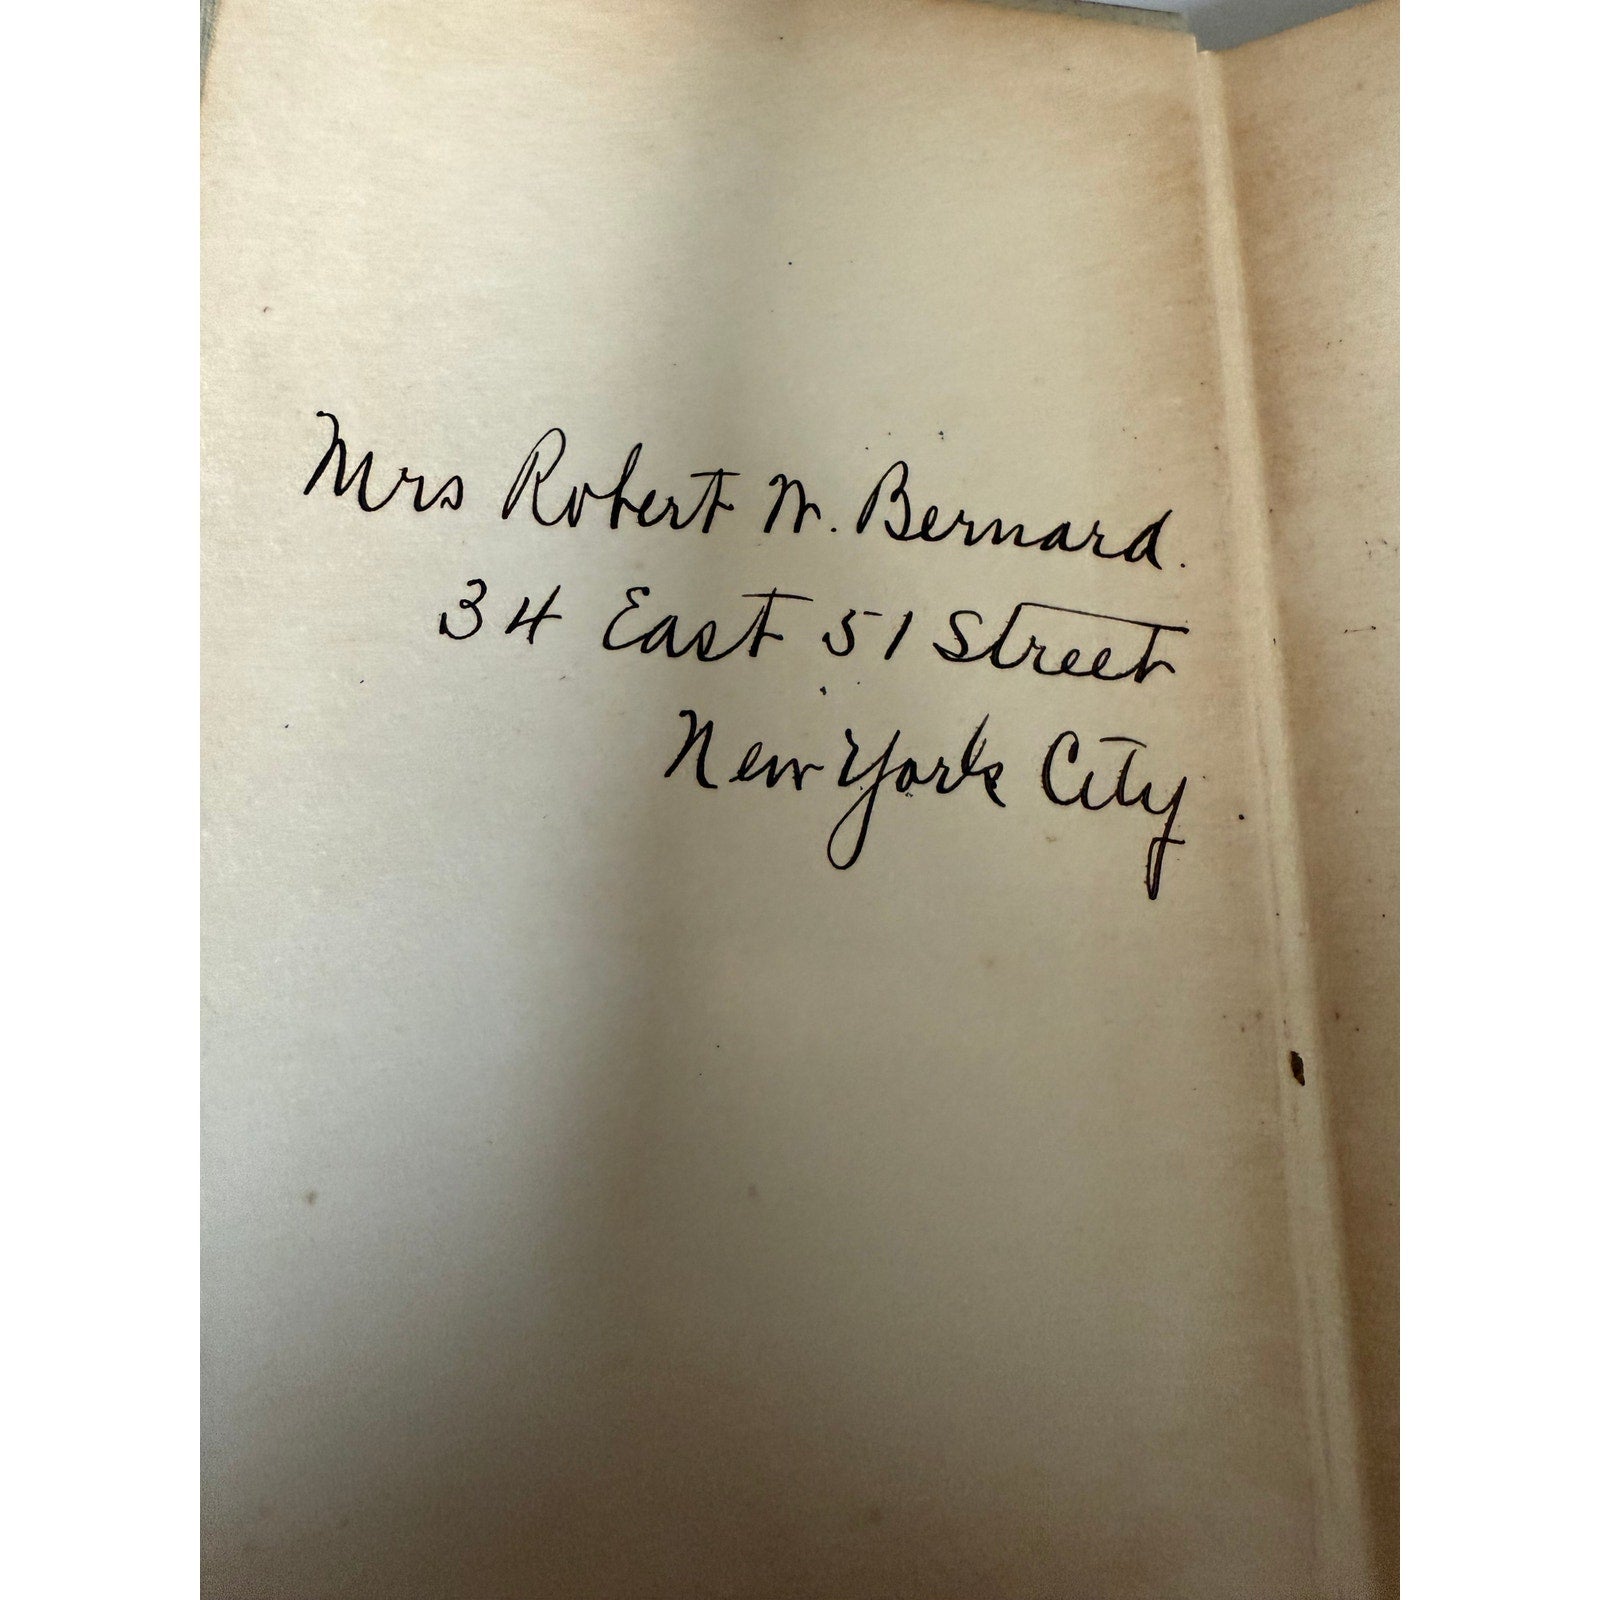 Mrs Robert W. Bernard.
34 East 51 Street
New York City